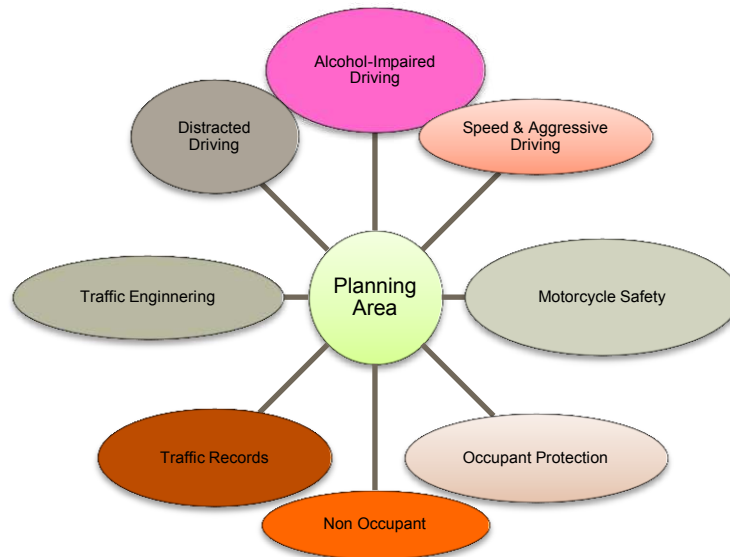 Alcohol-Impaired
Driving
Speed & Aggressive
Driving
Distracted
Driving
Planning
Area
Traffic Enginnering
Motorcycle Safety
Traffic Records
Occupant Protection
Non Occupant